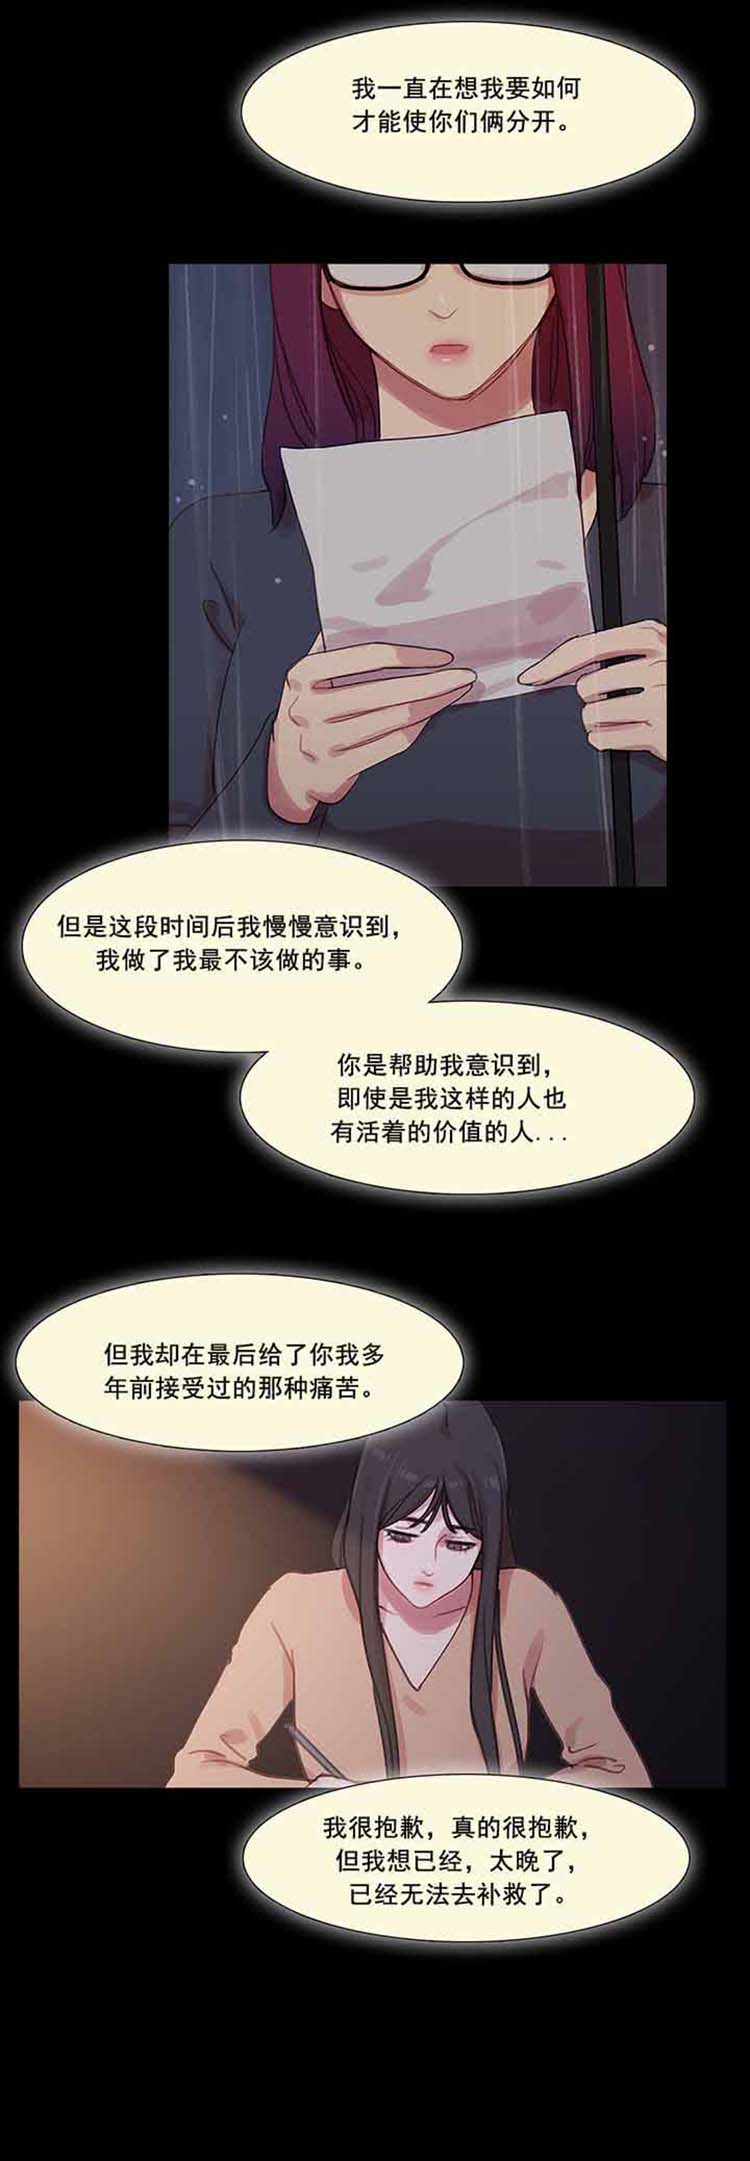 我一直在想我要如何
才能使你们俩分开。
但是这段时间后我慢慢意识到，
我做了我最不该做的事。
你是帮助我意识到，
即使是我这样的人也
有活着的价值的人...
但我却在最后给了你我多
年前接受过的那种痛苦。
我很抱歉，真的很抱歉，
但我想已经，太晚了，
已经无法去补救了。